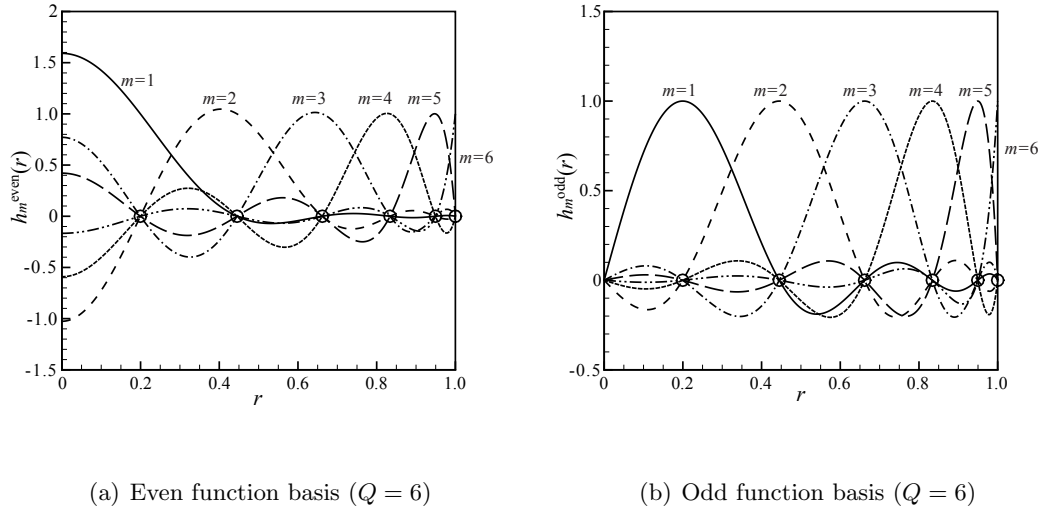 2
1.5
1.0
0.5
0
-0.5
-1.0
-1.5
h_m^even(r)
m=1
m=2
m=3
m=4
m=5
m=6
0 0.2 0.4 0.6 0.8 1.0
r
(a) Even function basis (Q = 6)
1.5
1.0
0.5
0
-0.5
h_m^odd(r)
m=1
m=2
m=3
m=4
m=5
m=6
0 0.2 0.4 0.6 0.8 1.0
r
(b) Odd function basis (Q = 6)